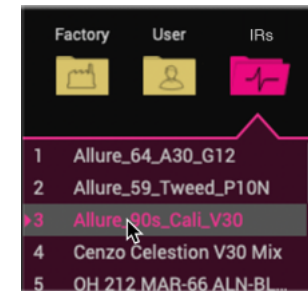 Factory User IRs
1 Allure_64_A30_G12
2 Allure_59_Tweed_P10N
3 Allure_90s_Cali_V30
4 Cenzo Celestion V30 Mix
5 OH 212 MAR-66 ALN-BL...